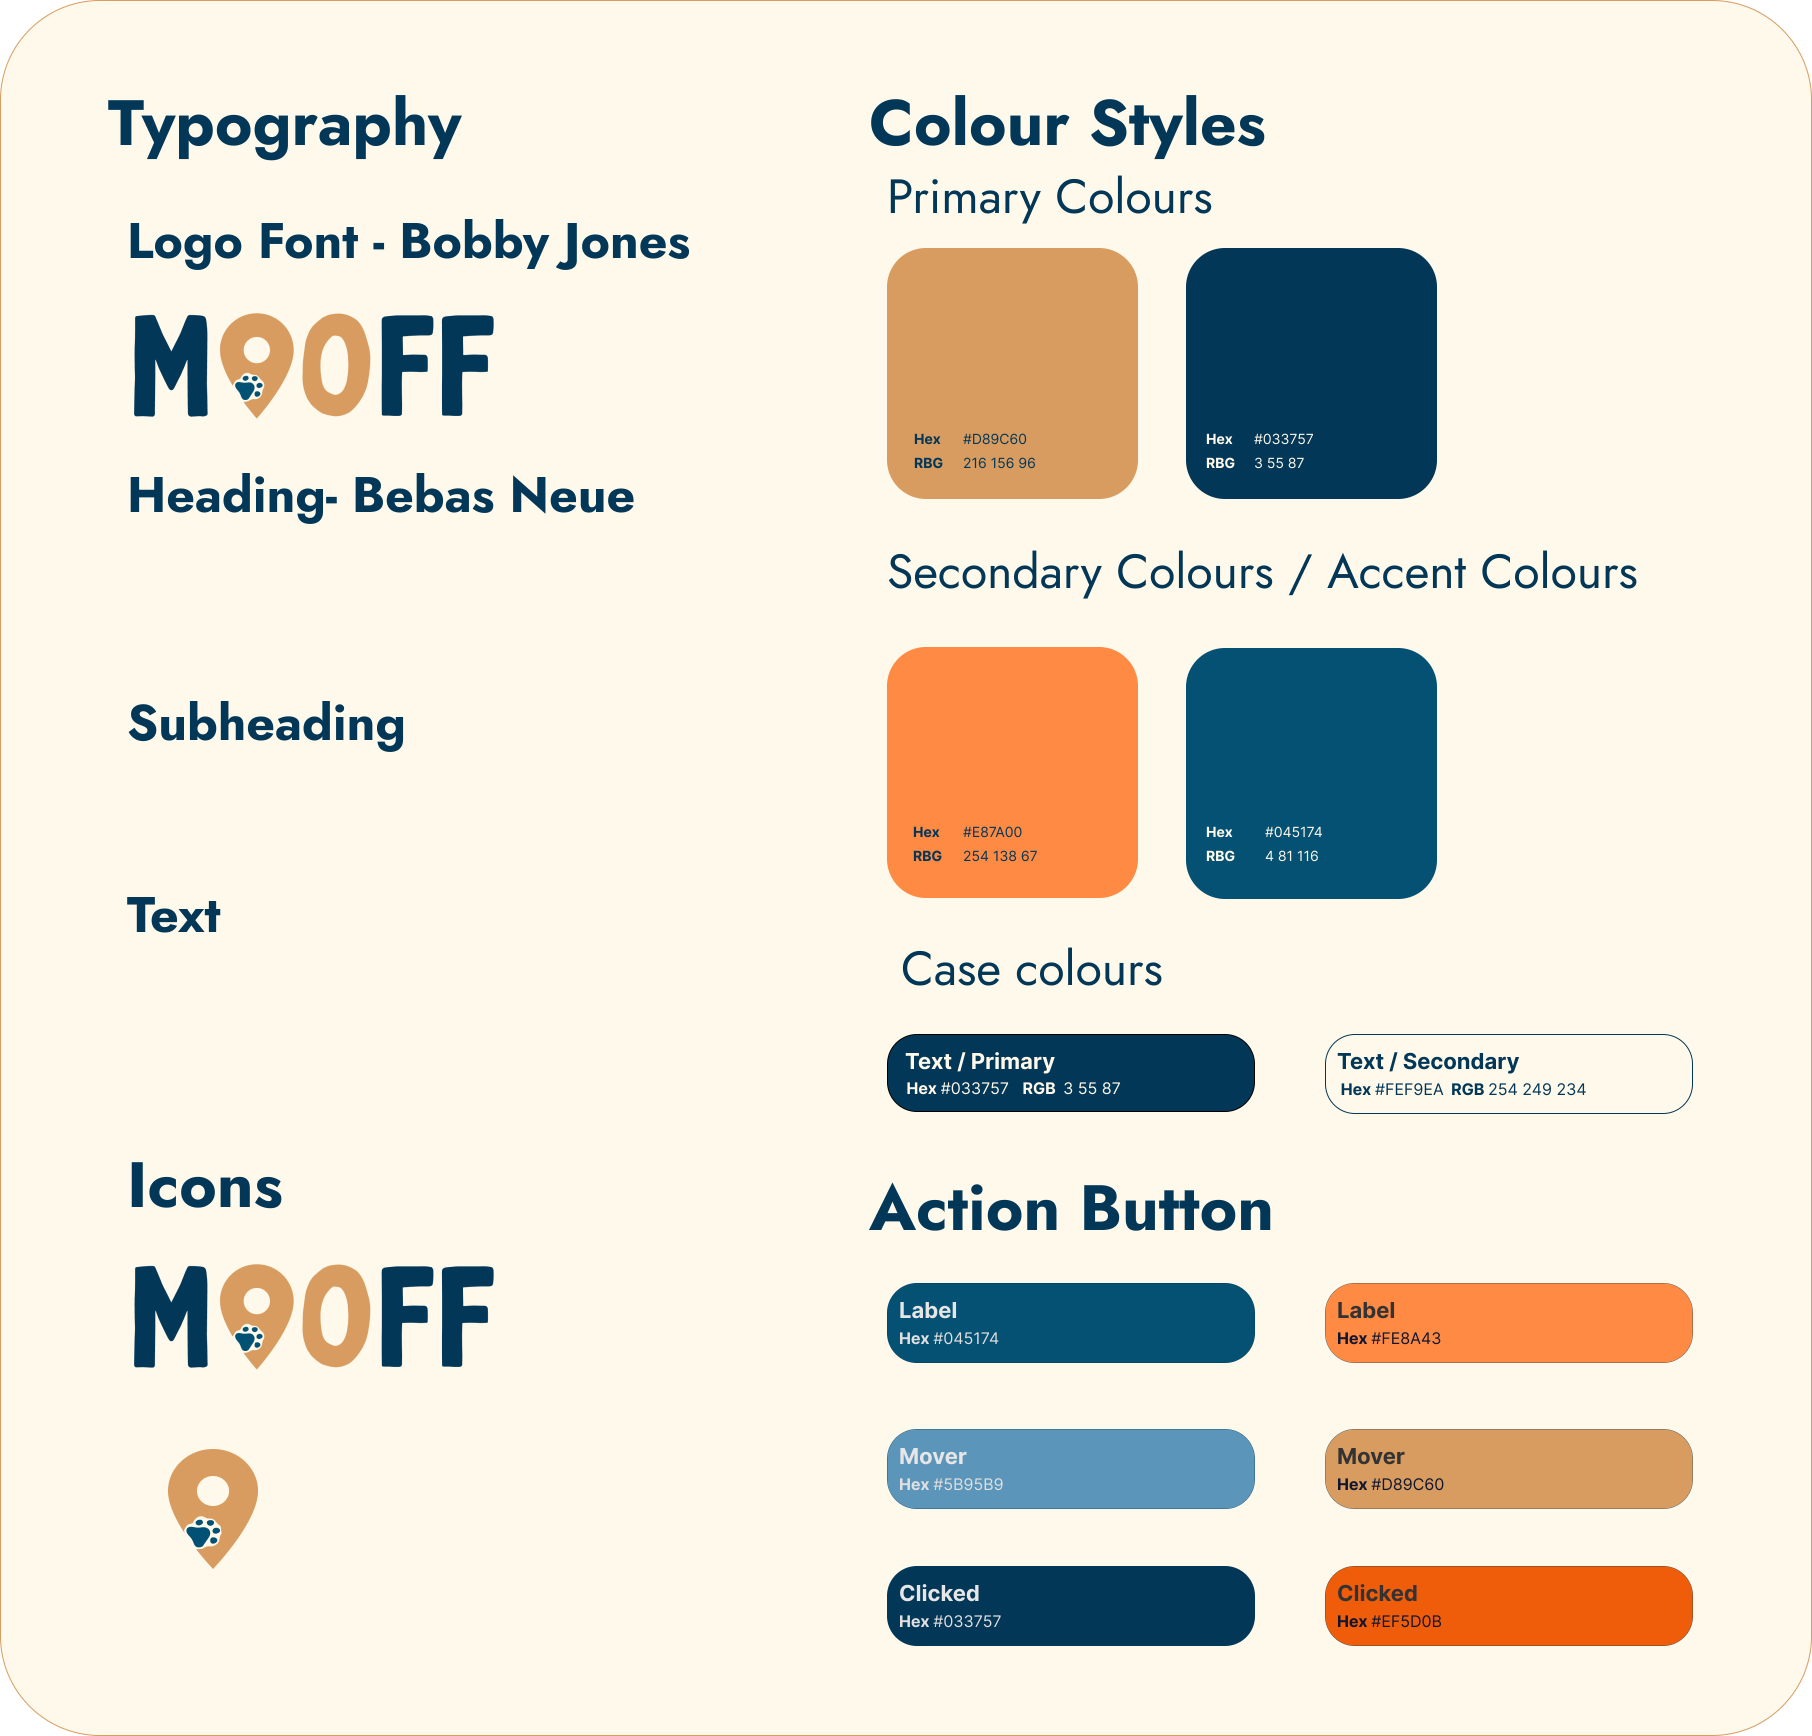 Typography
Logo Font - Bobby Jones
MOOFF
Heading- Bebas Neue
Subheading
Text
Icons
MOOFF
Colour Styles
Primary Colours
Hex #D89C60
RBG 216 156 96
Hex #033757
RBG 3 55 87
Secondary Colours / Accent Colours
Hex #E87A00
RBG 254 138 67
Hex #045174
RBG 4 81 116
Case colours
Text / Primary
Hex #033757 RGB 3 55 87
Text / Secondary
Hex #FEF9EA RGB 254 249 234
Action Button
Label
Hex #045174
Label
Hex #FE8A43
Mover
Hex #5B95B9
Mover
Hex #D89C60
Clicked
Hex #033757
Clicked
Hex #EF5D0B